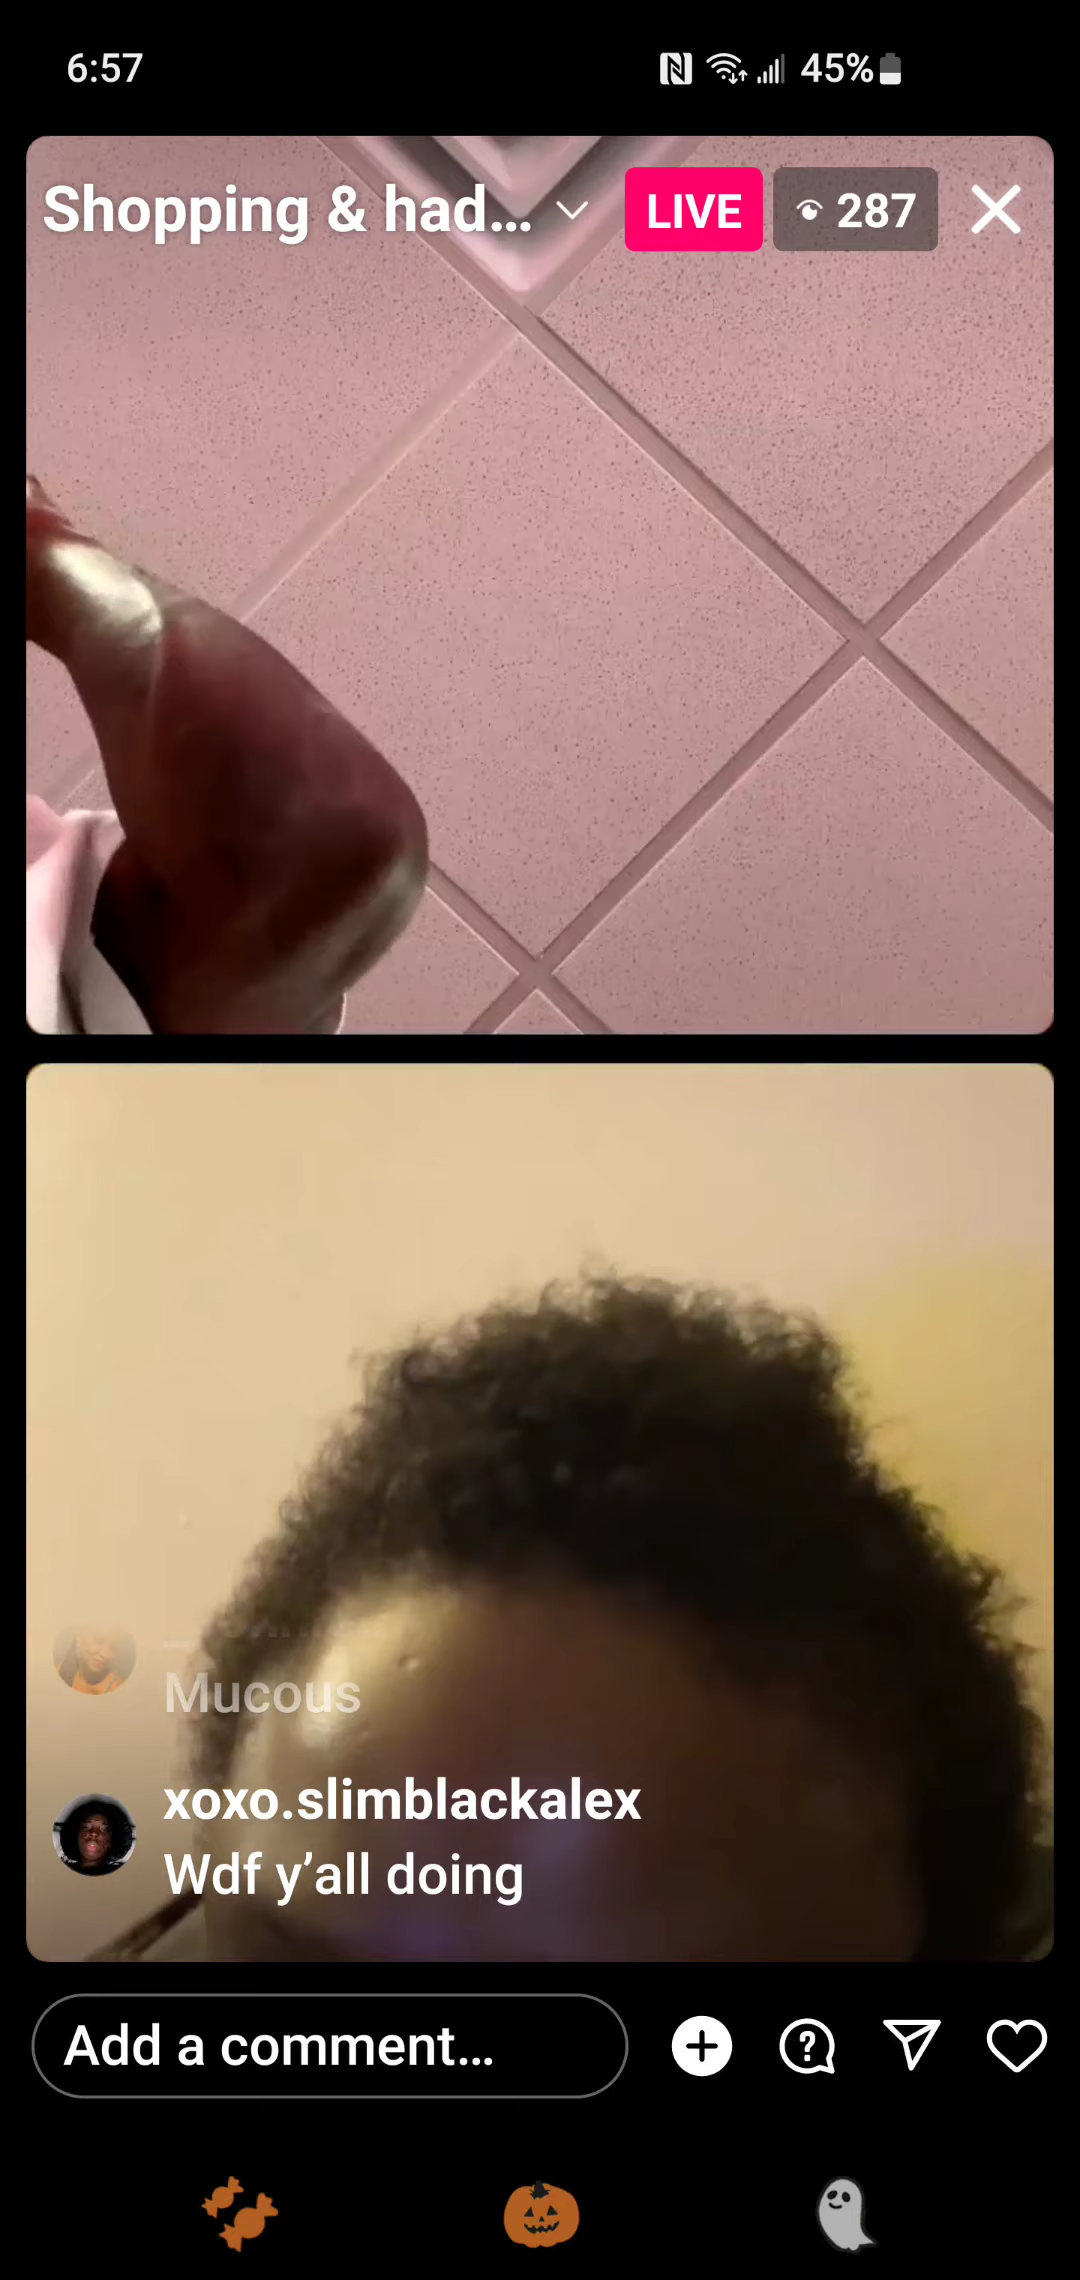 6:57 45%
Shopping & had... LIVE 287
Mucous
xoxo.slimblackalex
Wdf y’all doing
Add a comment...